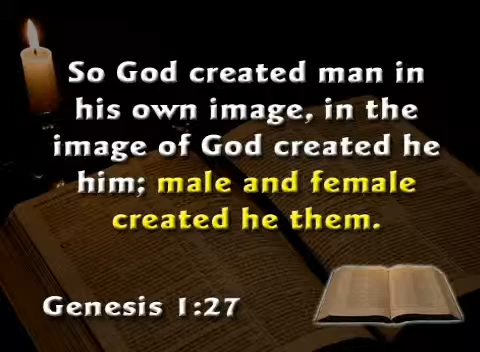 So God created man in
his own image, in the
image of God created he
him; male and female
created he them.
Genesis 1:27